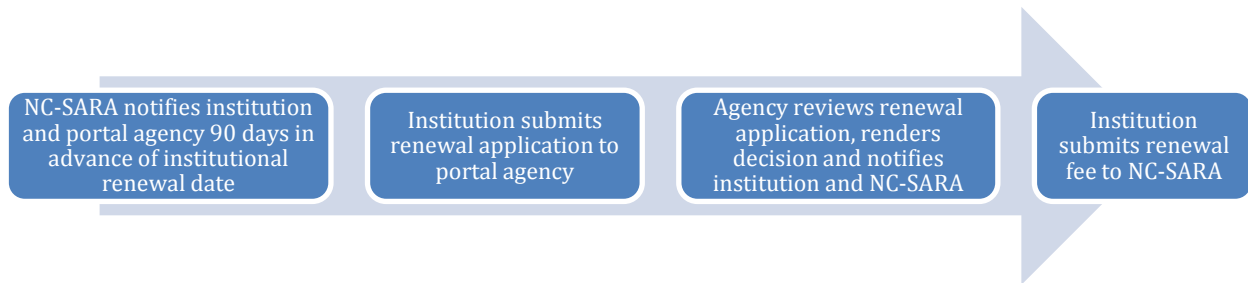 NC-SARA notifies institution
and portal agency 90 days in
advance of institutional
renewal date
Institution submits
renewal application to
portal agency
Agency reviews renewal
application, renders
decision and notifies
institution and NC-SARA
Institution
submits renewal
fee to NC-SARA